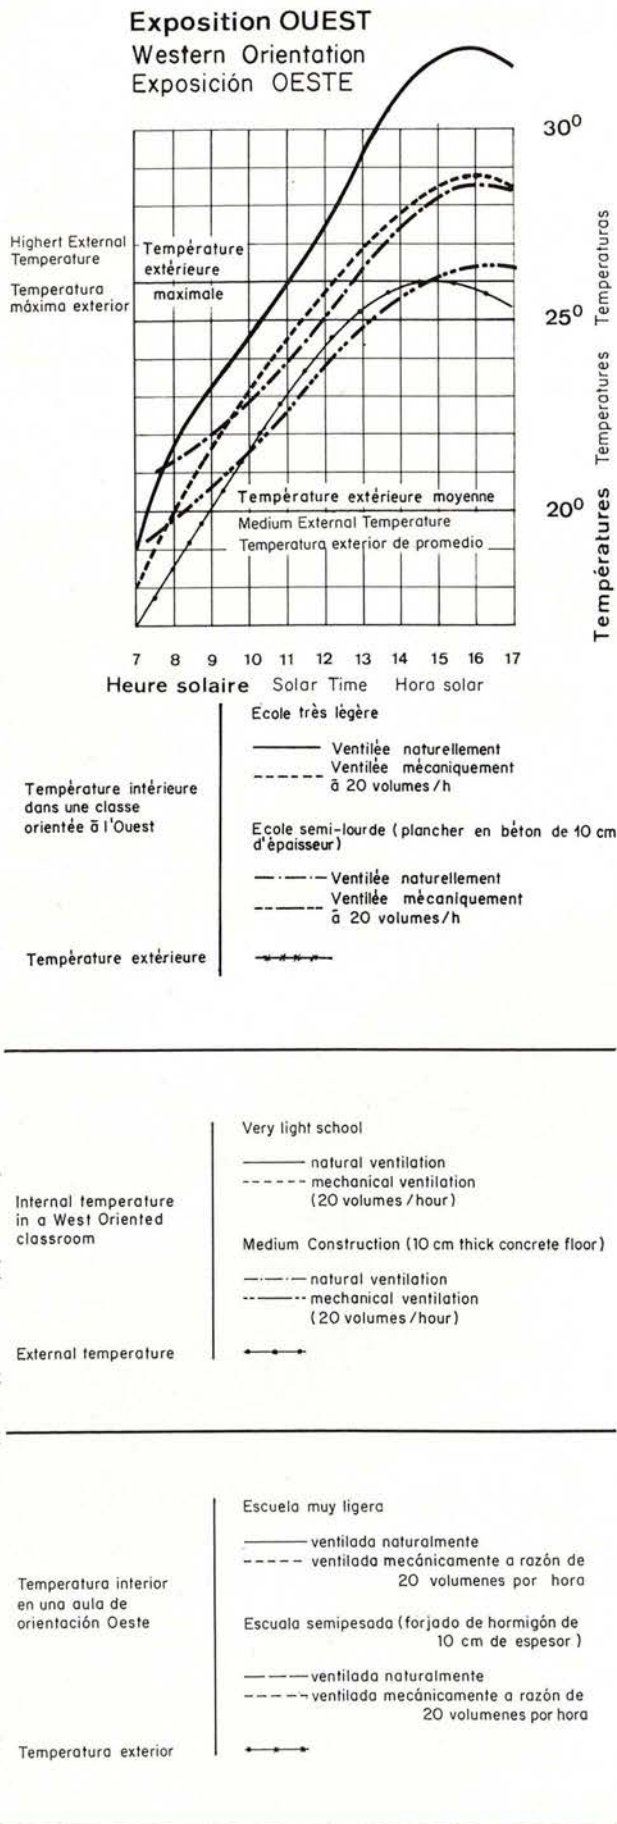 Exposition OUEST
Western Orientation
Exposición OESTE
30⁰
Highert External
Temperature
Temperatura
máxima exterior
Température
extérieure
maximale
25⁰
20⁰
Températures Temperatures Temperaturas
Température extérieure moyenne
Medium External Temperature
Temperatura exterior de promedio
7 8 9 10 11 12 13 14 15 16 17
Heure solaire Solar Time Hora solar
Température intérieure
dans une classe
orientée ā l'Ouest
Ecole très légère
Ventilée naturellement
Ventilée mècaniquement
ā 20 volumes/h
Ecole semi-lourde (plancher en béton de 10 cm
d'épaisseur)
Ventilée naturellement
Ventilée mècaniquement
ā 20 volumes/h
Température extérieure
Internal temperature
in a West Oriented
classroom
Very light school
natural ventilation
mechanical ventilation
(20 volumes /hour)
Medium Construction (10 cm thick concrete floor)
natural ventilation
mechanical ventilation
(20 volumes /hour)
External temperature
Temperatura interior
en una aula de
orientación Oeste
Escuela muy ligera
ventilada naturalmente
ventilada mecánicamente a razón de
20 volumenes por hora
Escuala semipesada (forjado de hormigón de
10 cm de espesor)
ventilada naturalmente
ventilada mecánicamente a razón de
20 volumenes por hora
Temperatura exterior